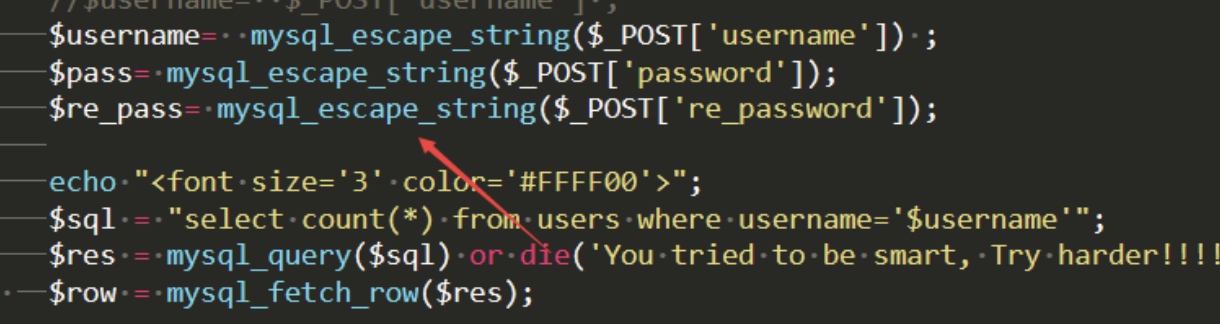 //$username= $_POST['username'] ;
$username= mysql_escape_string($_POST['username']) ;
$pass= mysql_escape_string($_POST['password']);
$re_pass= mysql_escape_string($_POST['re_password']);
echo "<font size='3' color='#FFFF00'>";
$sql = "select count(*) from users where username='$username'";
$res = mysql_query($sql) or die('You tried to be smart, Try harder!!!!
$row = mysql_fetch_row($res);